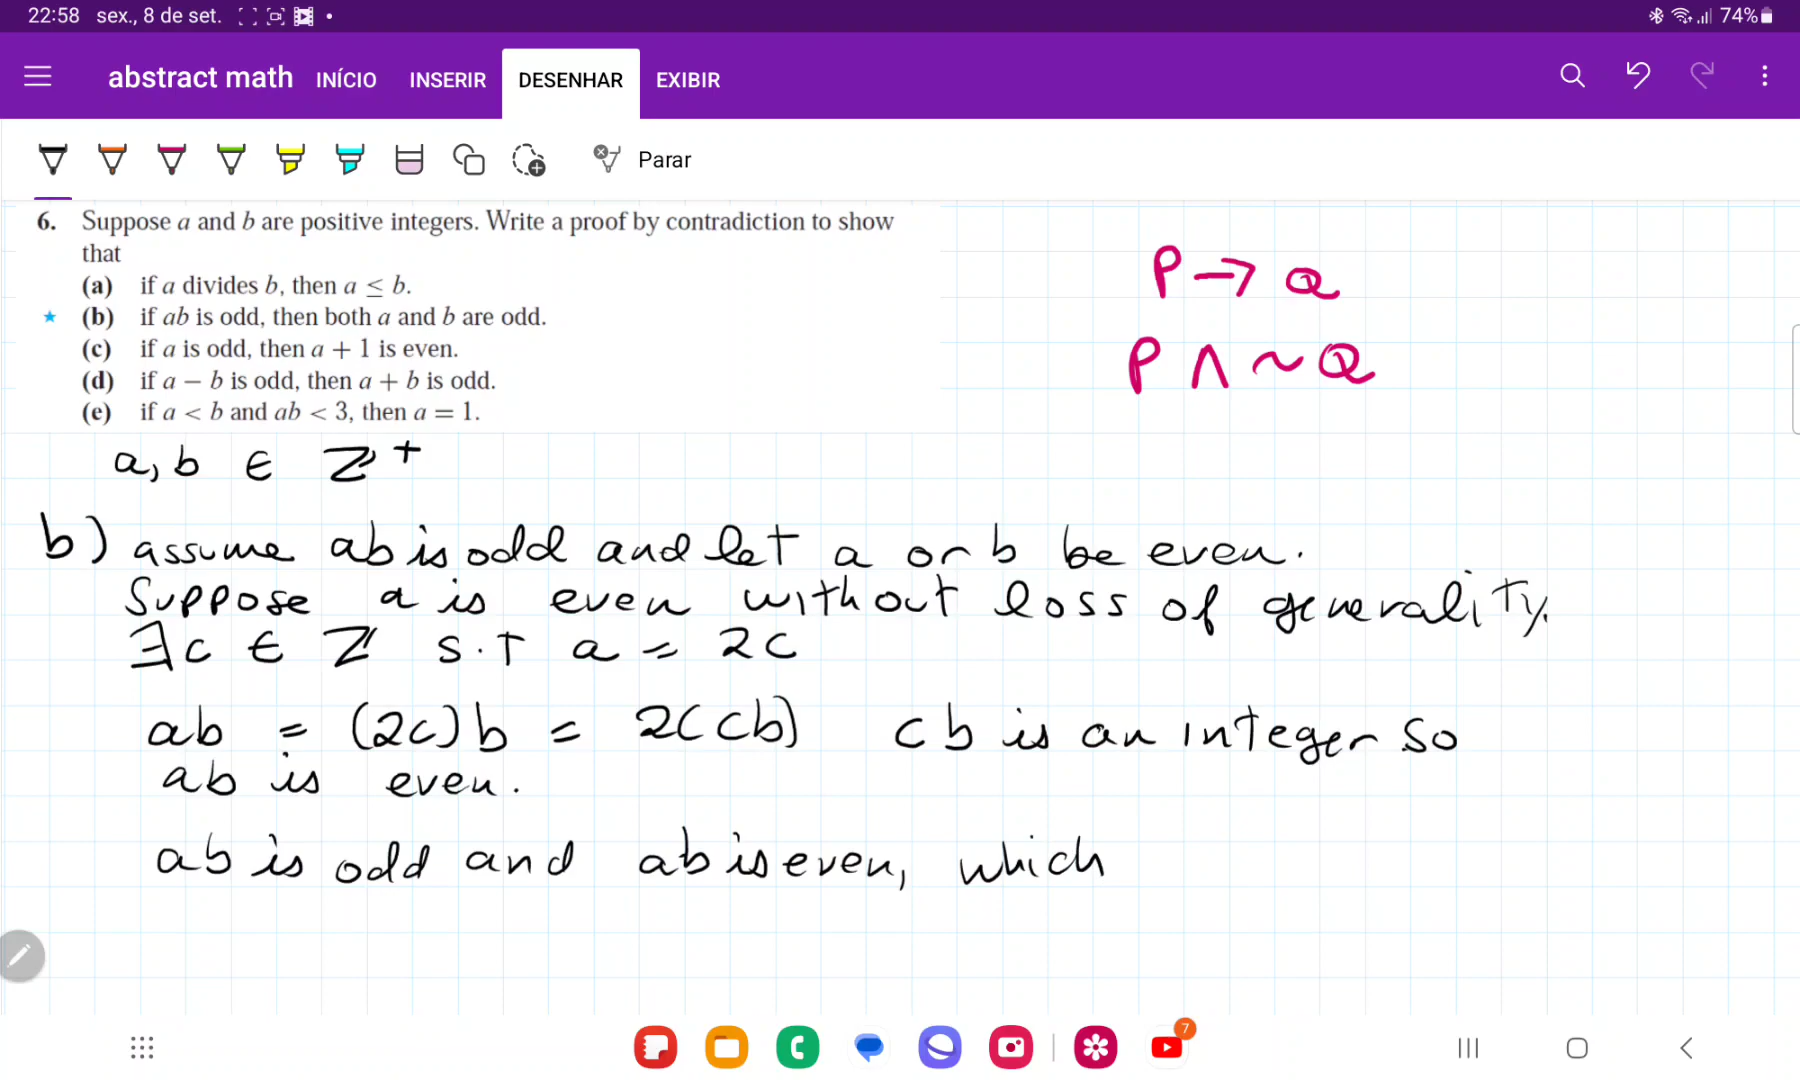 22:58 sex., 8 de set. 74%
abstract math INÍCIO INSERIR DESENHAR EXIBIR
Parar
6. Suppose a and b are positive integers. Write a proof by contradiction to show
that
(a) if a divides b, then a ≤ b.
★ (b) if ab is odd, then both a and b are odd.
(c) if a is odd, then a + 1 is even.
(d) if a − b is odd, then a + b is odd.
(e) if a < b and ab < 3, then a = 1.
P → Q
P ∧ ~Q
a, b ∈ ℤ⁺
b) assume ab is odd and let a or b be even.
Suppose a is even without loss of generality.
∃c ∈ ℤ s.t a = 2c
ab = (2c)b = 2(cb) cb is an integer so
ab is even.
ab is odd and ab is even, which
7